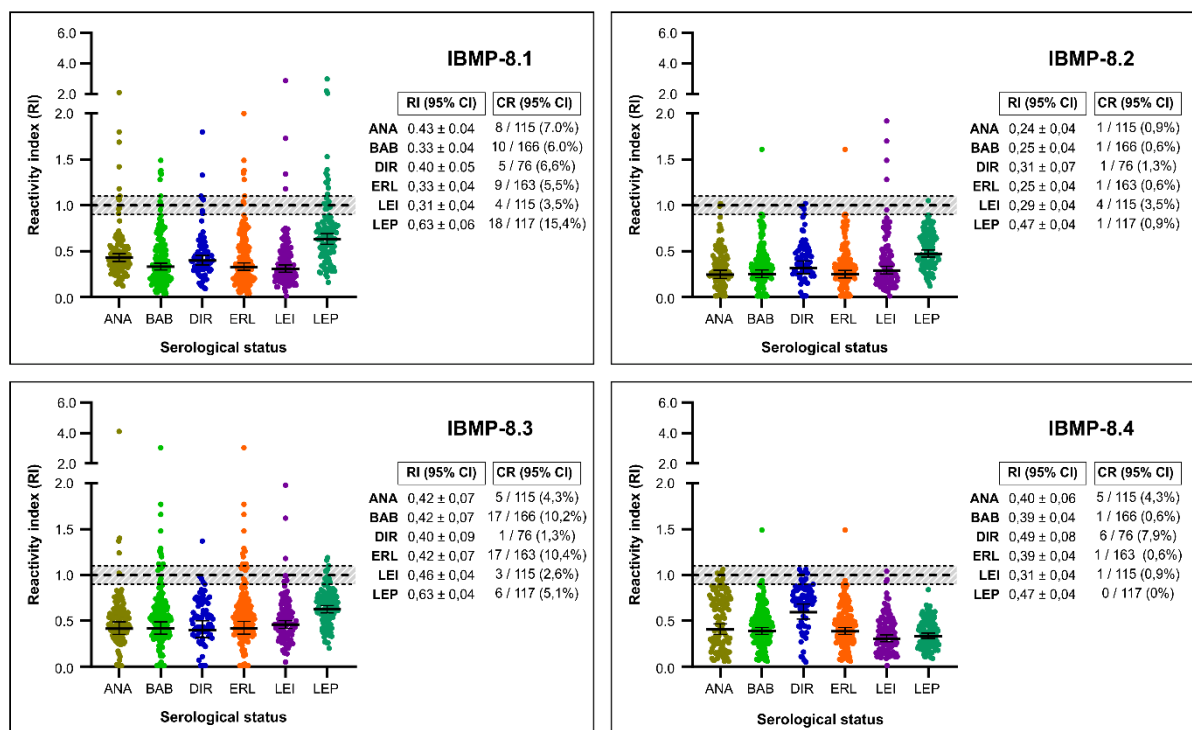 IBMP-8.1
Reactivity index (RI)
6.0
4.0
2.0
2.0
1.5
1.0
0.5
0.0
RI (95% CI) CR (95% CI)
ANA 0.43 ± 0.04 8 / 115 (7.0%)
BAB 0.33 ± 0.04 10 / 166 (6.0%)
DIR 0.40 ± 0.05 5 / 76 (6,6%)
ERL 0.33 ± 0.04 9 / 163 (5,5%)
LEI 0.31 ± 0.04 4 / 115 (3,5%)
LEP 0.63 ± 0.06 18 / 117 (15,4%)
ANA BAB DIR ERL LEI LEP
Serological status
IBMP-8.2
Reactivity index (RI)
6.0
4.0
2.0
2.0
1.5
1.0
0.5
0.0
RI (95% CI) CR (95% CI)
ANA 0,24 ± 0,04 1 / 115 (0,9%)
BAB 0,25 ± 0,04 1 / 166 (0,6%)
DIR 0,31 ± 0,07 1 / 76 (1,3%)
ERL 0,25 ± 0,04 1 / 163 (0,6%)
LEI 0,29 ± 0,04 4 / 115 (3,5%)
LEP 0,47 ± 0,04 1 / 117 (0,9%)
ANA BAB DIR ERL LEI LEP
Serological status
IBMP-8.3
Reactivity index (RI)
6.0
4.0
2.0
2.0
1.5
1.0
0.5
0.0
RI (95% CI) CR (95% CI)
ANA 0,42 ± 0,07 5 / 115 (4,3%)
BAB 0,42 ± 0,07 17 / 166 (10,2%)
DIR 0,40 ± 0,09 1 / 76 (1,3%)
ERL 0,42 ± 0,07 17 / 163 (10,4%)
LEI 0,46 ± 0,04 3 / 115 (2,6%)
LEP 0,63 ± 0,04 6 / 117 (5,1%)
ANA BAB DIR ERL LEI LEP
Serological status
IBMP-8.4
Reactivity index (RI)
6.0
4.0
2.0
2.0
1.5
1.0
0.5
0.0
RI (95% CI) CR (95% CI)
ANA 0,40 ± 0,06 5 / 115 (4,3%)
BAB 0,39 ± 0,04 1 / 166 (0,6%)
DIR 0,49 ± 0,08 6 / 76 (7,9%)
ERL 0,39 ± 0,04 1 / 163 (0,6%)
LEI 0,31 ± 0,04 1 / 115 (0,9%)
LEP 0,47 ± 0,04 0 / 117 (0%)
ANA BAB DIR ERL LEI LEP
Serological status